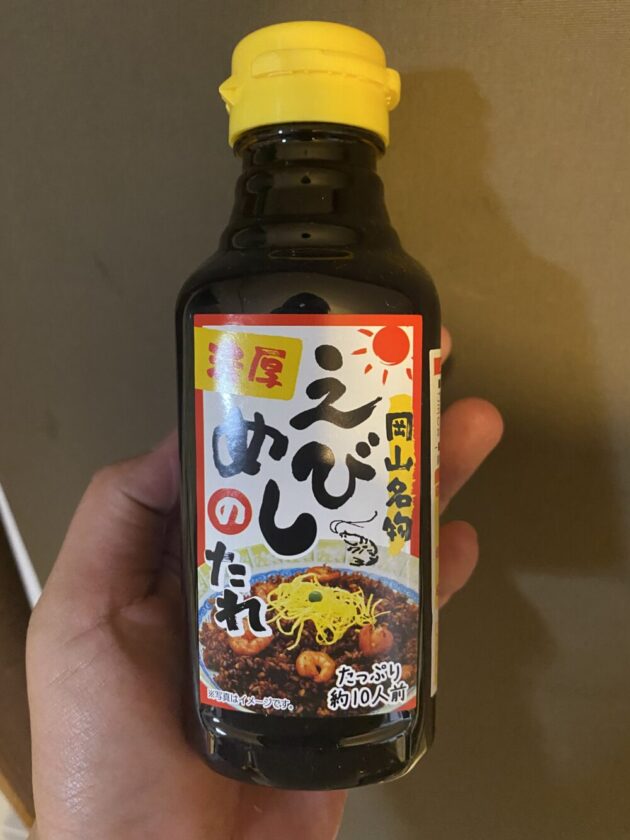 濃厚
岡山名物
えびめし
のたれ
たっぷり
約10人前
※写真はイメージです。